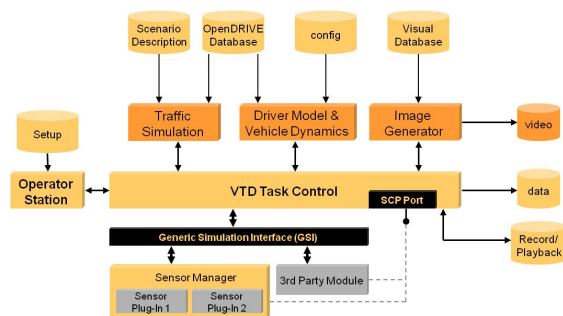 Scenario
Description
OpenDRIVE
Database
config
Visual
Database
Setup
Traffic
Simulation
Driver Model &
Vehicle Dynamics
Image
Generator
video
Operator
Station
VTD Task Control
SCP Port
data
Generic Simulation Interface (GSI)
Record/
Playback
Sensor Manager
3rd Party Module
Sensor
Plug-In 1
Sensor
Plug-In 2